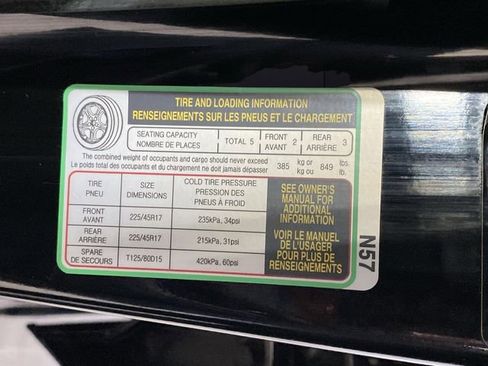 TIRE AND LOADING INFORMATION
RENSEIGNEMENTS SUR LES PNEUS ET LE CHARGEMENT
SEATING CAPACITY
NOMBRE DE PLACES
TOTAL 5
FRONT
AVANT 2
REAR
ARRIÈRE 3
The combined weight of occupants and cargo should never exceed
Le poids total des occupants et du chargement ne doit jamais dépasser
385 kg or 849 lbs.
kg ou lb.
TIRE
PNEU
SIZE
DIMENSIONS
COLD TIRE PRESSURE
PRESSION DES
PNEUS À FROID
FRONT
AVANT
225/45R17
235kPa, 34psi
REAR
ARRIÈRE
225/45R17
215kPa, 31psi
SPARE
DE SECOURS
T125/80D15
420kPa, 60psi
SEE OWNER'S
MANUAL FOR
ADDITIONAL
INFORMATION
VOIR LE MANUEL
DE L'USAGER
POUR PLUS DE
RENSEIGNEMENTS
N57